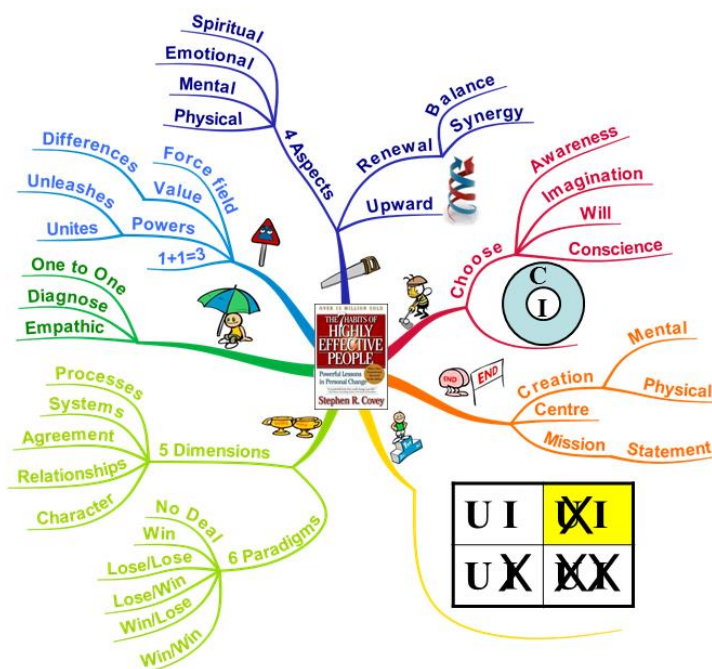 Spiritual
Emotional
Mental
Physical
4 Aspects
Balance
Synergy
Renewal
Upward
Awareness
Imagination
Will
Conscience
Choose
C
I
Mental
Physical
Creation
Centre
Mission
Statement
END
END
U I
U I
U I
U I
Processes
Systems
Agreement
Relationships
Character
5 Dimensions
No Deal
Win
Lose/Lose
Lose/Win
Win/Lose
Win/Win
6 Paradigms
One to One
Diagnose
Empathic
Differences
Force field
Value
Unleashes
Unites
Powers
1+1=3
THE 7 HABITS OF
HIGHLY
EFFECTIVE
PEOPLE
Powerful Lessons
in Personal Change
Stephen R. Covey